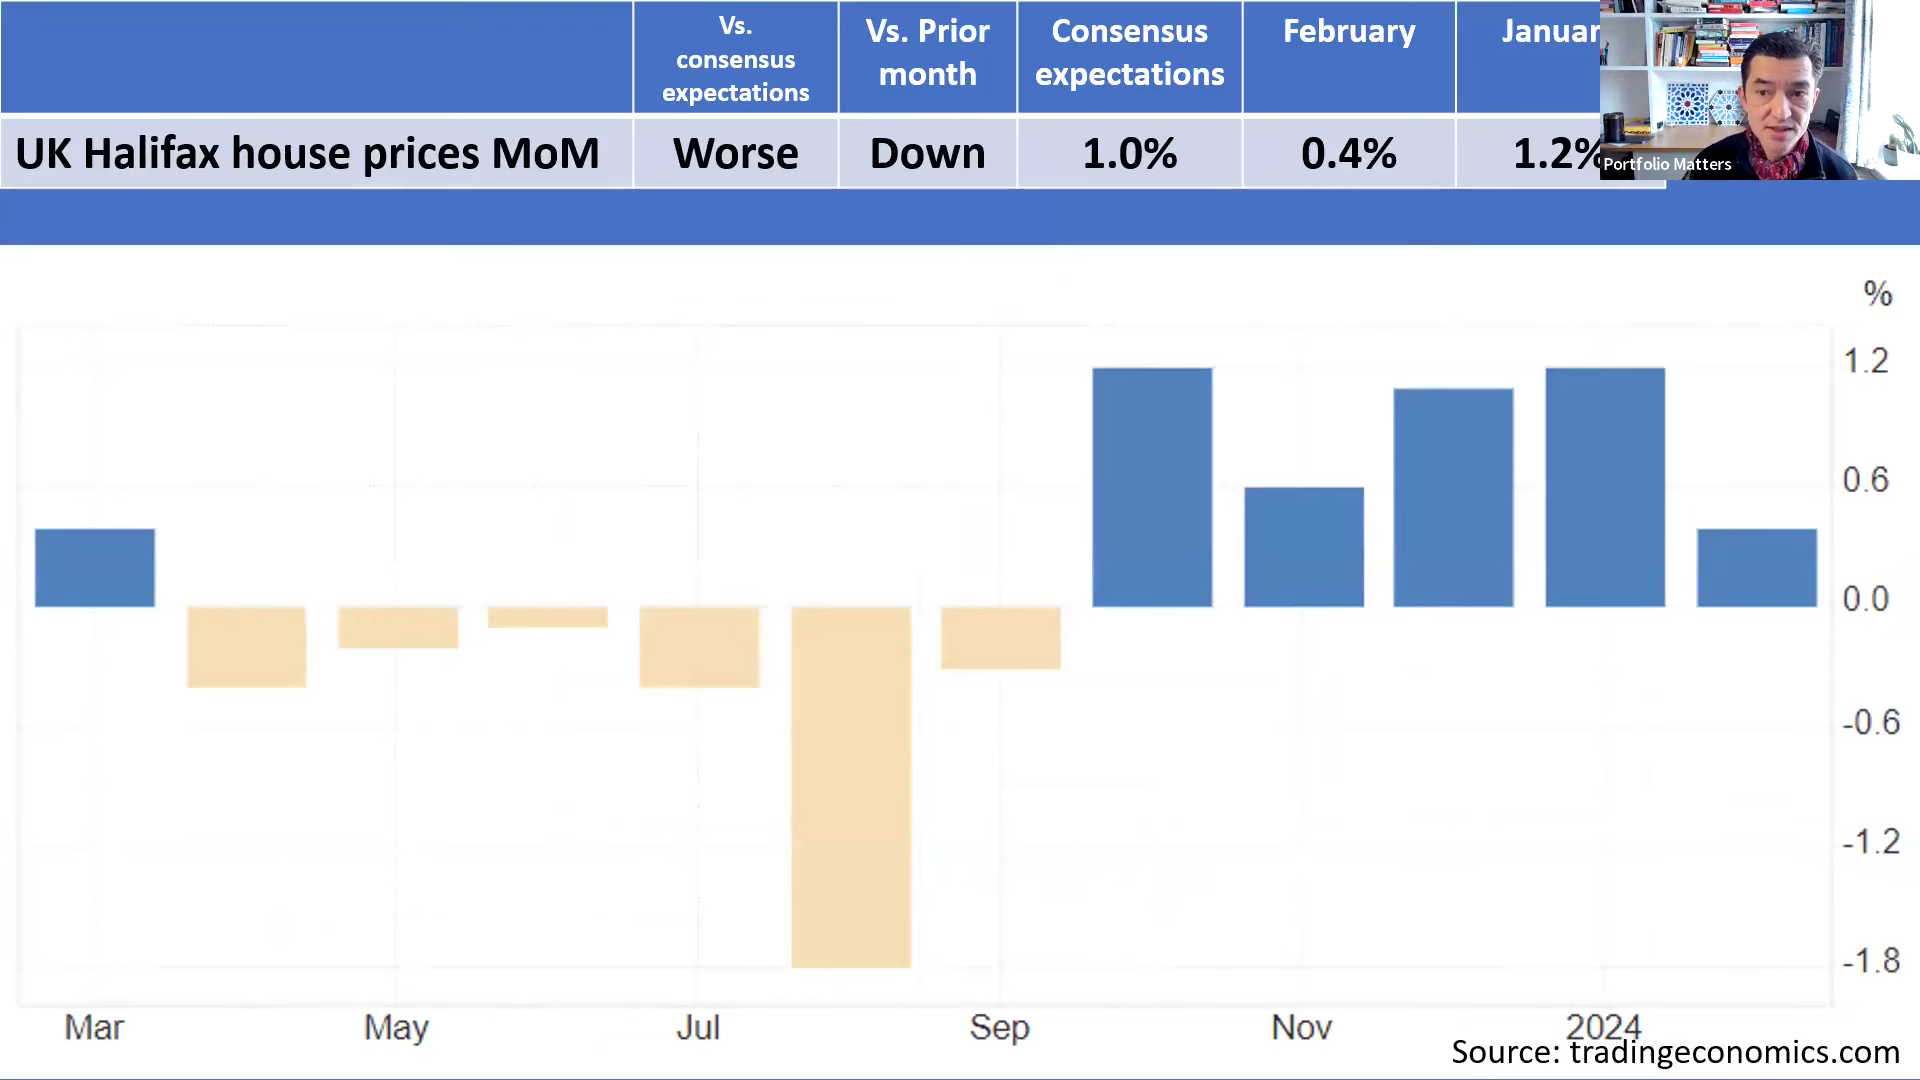 Vs.
consensus
expectations
Vs. Prior
month
Consensus
expectations
February
Januar
UK Halifax house prices MoM
Worse
Down
1.0%
0.4%
1.2%
Portfolio Matters
%
1.2
0.6
0.0
-0.6
-1.2
-1.8
Mar
May
Jul
Sep
Nov
2024
Source: tradingeconomics.com